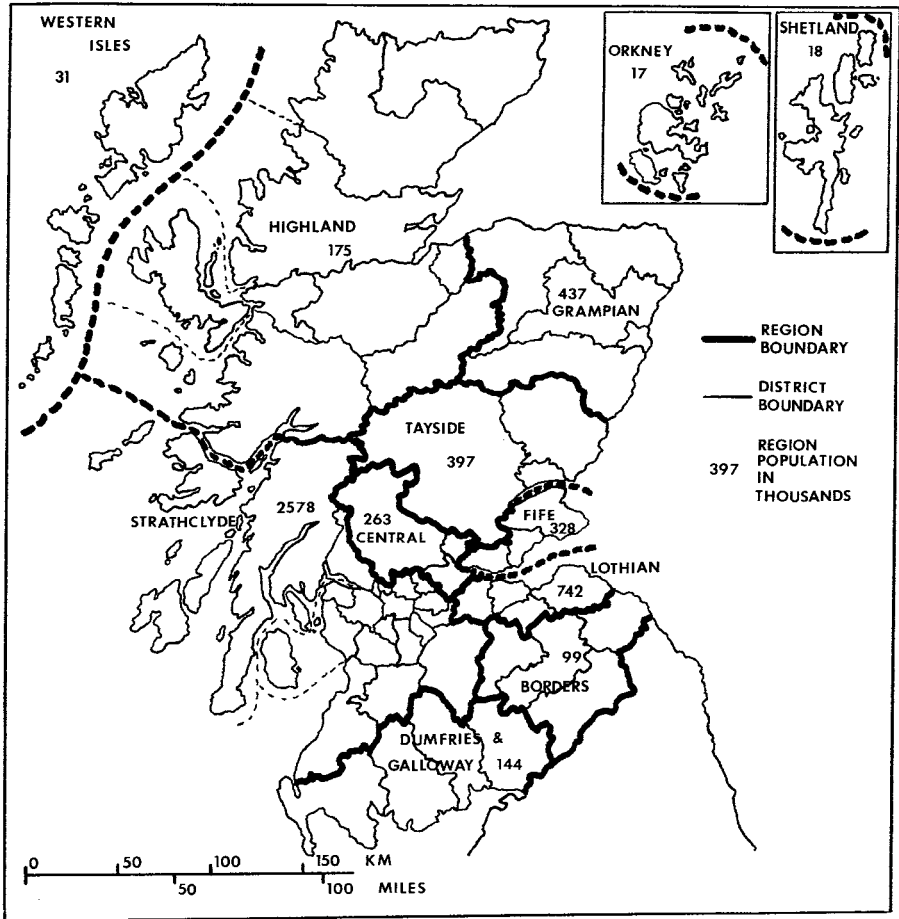 WESTERN
ISLES
31
ORKNEY
17
SHETLAND
18
HIGHLAND
175
437
GRAMPIAN
REGION
BOUNDARY
DISTRICT
BOUNDARY
397
REGION
POPULATION
IN
THOUSANDS
TAYSIDE
397
STRATHCLYDE
2578
263
CENTRAL
FIFE
328
LOTHIAN
742
99
BORDERS
DUMFRIES &
GALLOWAY 144
0 50 100 150 KM
50 100 MILES